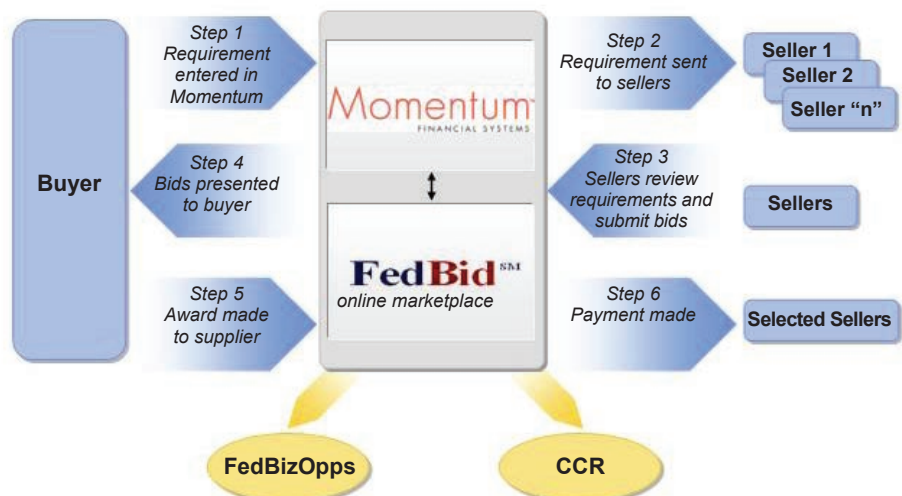 Step 1
Requirement
entered in
Momentum
Momentum
FINANCIAL SYSTEMS
Step 2
Requirement sent
to sellers
Seller 1
Seller 2
Seller “n”
Buyer
Step 4
Bids presented
to buyer
Step 3
Sellers review
requirements and
submit bids
Sellers
FedBid SM
online marketplace
Step 5
Award made
to supplier
Step 6
Payment made
Selected Sellers
FedBizOpps
CCR